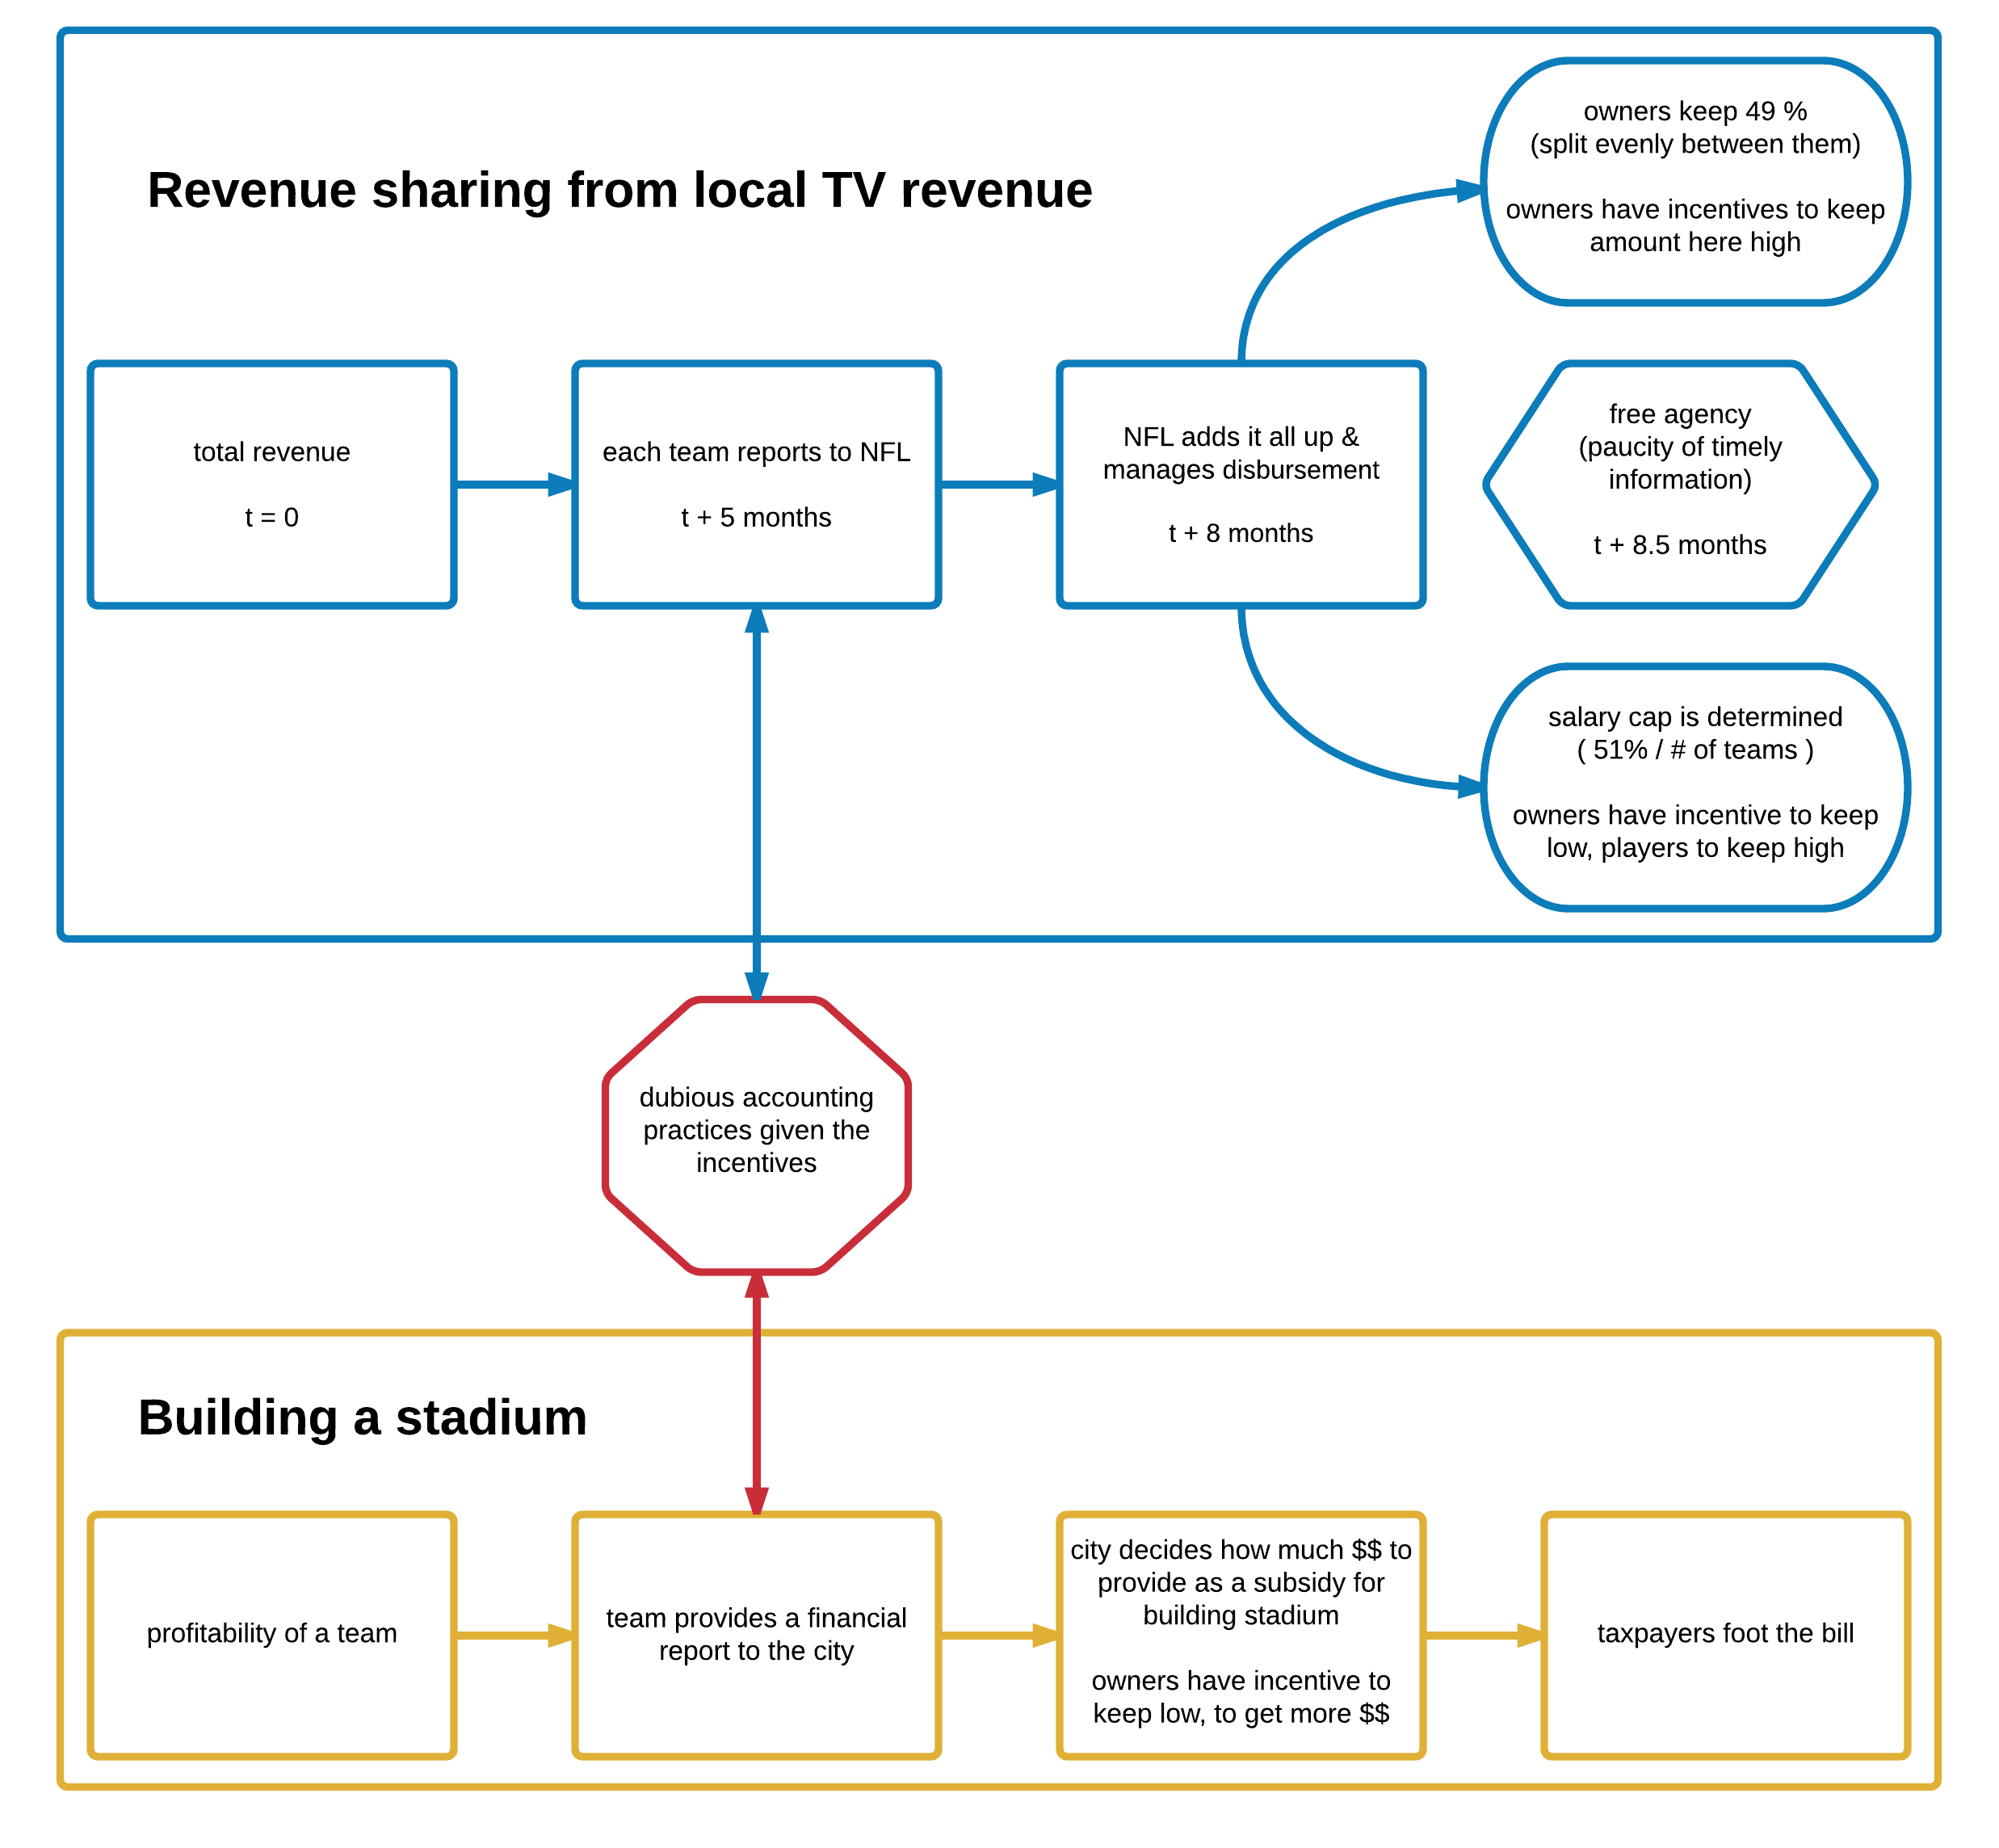 Revenue sharing from local TV revenue
owners keep 49 %
(split evenly between them)
owners have incentives to keep
amount here high
total revenue
t = 0
each team reports to NFL
t + 5 months
NFL adds it all up &
manages disbursement
t + 8 months
free agency
(paucity of timely
information)
t + 8.5 months
salary cap is determined
( 51% / # of teams )
owners have incentive to keep
low, players to keep high
dubious accounting
practices given the
incentives
Building a stadium
profitability of a team
team provides a financial
report to the city
city decides how much $$ to
provide as a subsidy for
building stadium
owners have incentive to
keep low, to get more $$
taxpayers foot the bill